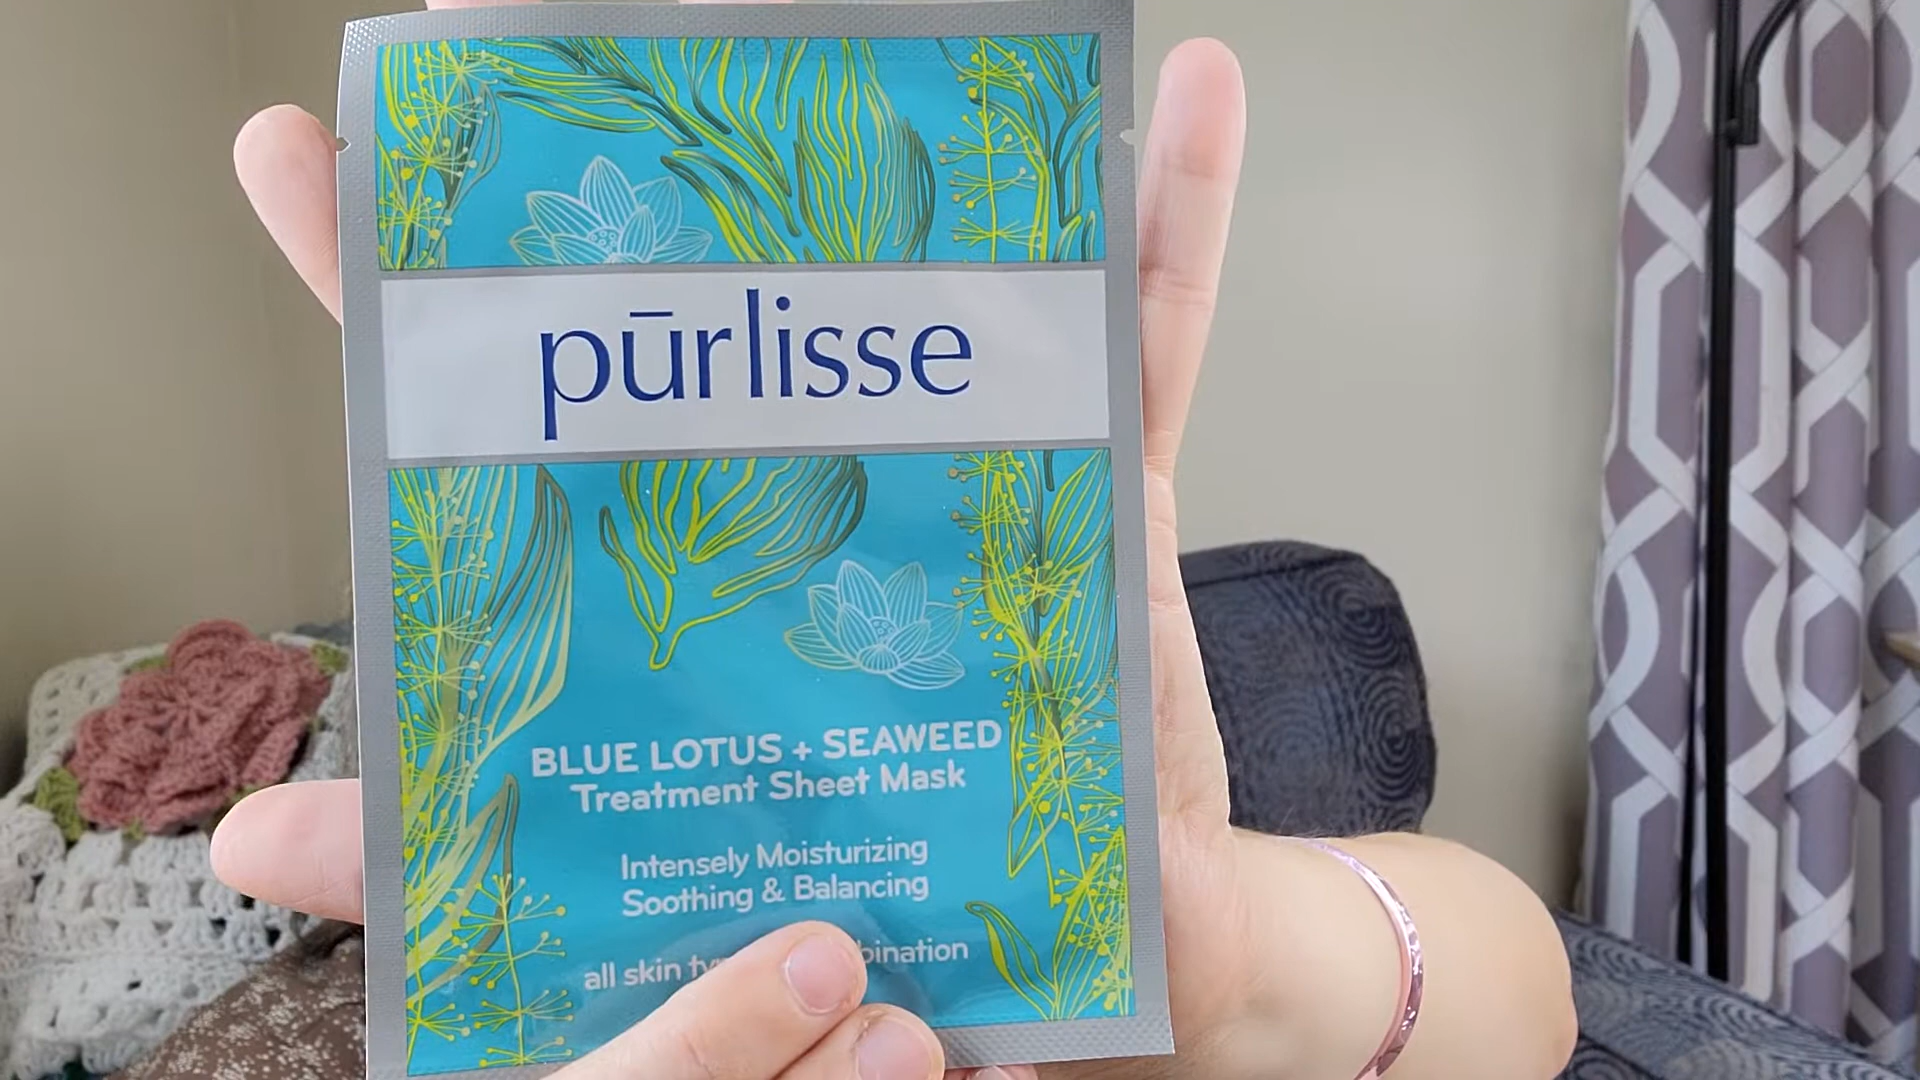 pūrlisse
BLUE LOTUS + SEAWEED
Treatment Sheet Mask
Intensely Moisturizing
Soothing & Balancing
all skin